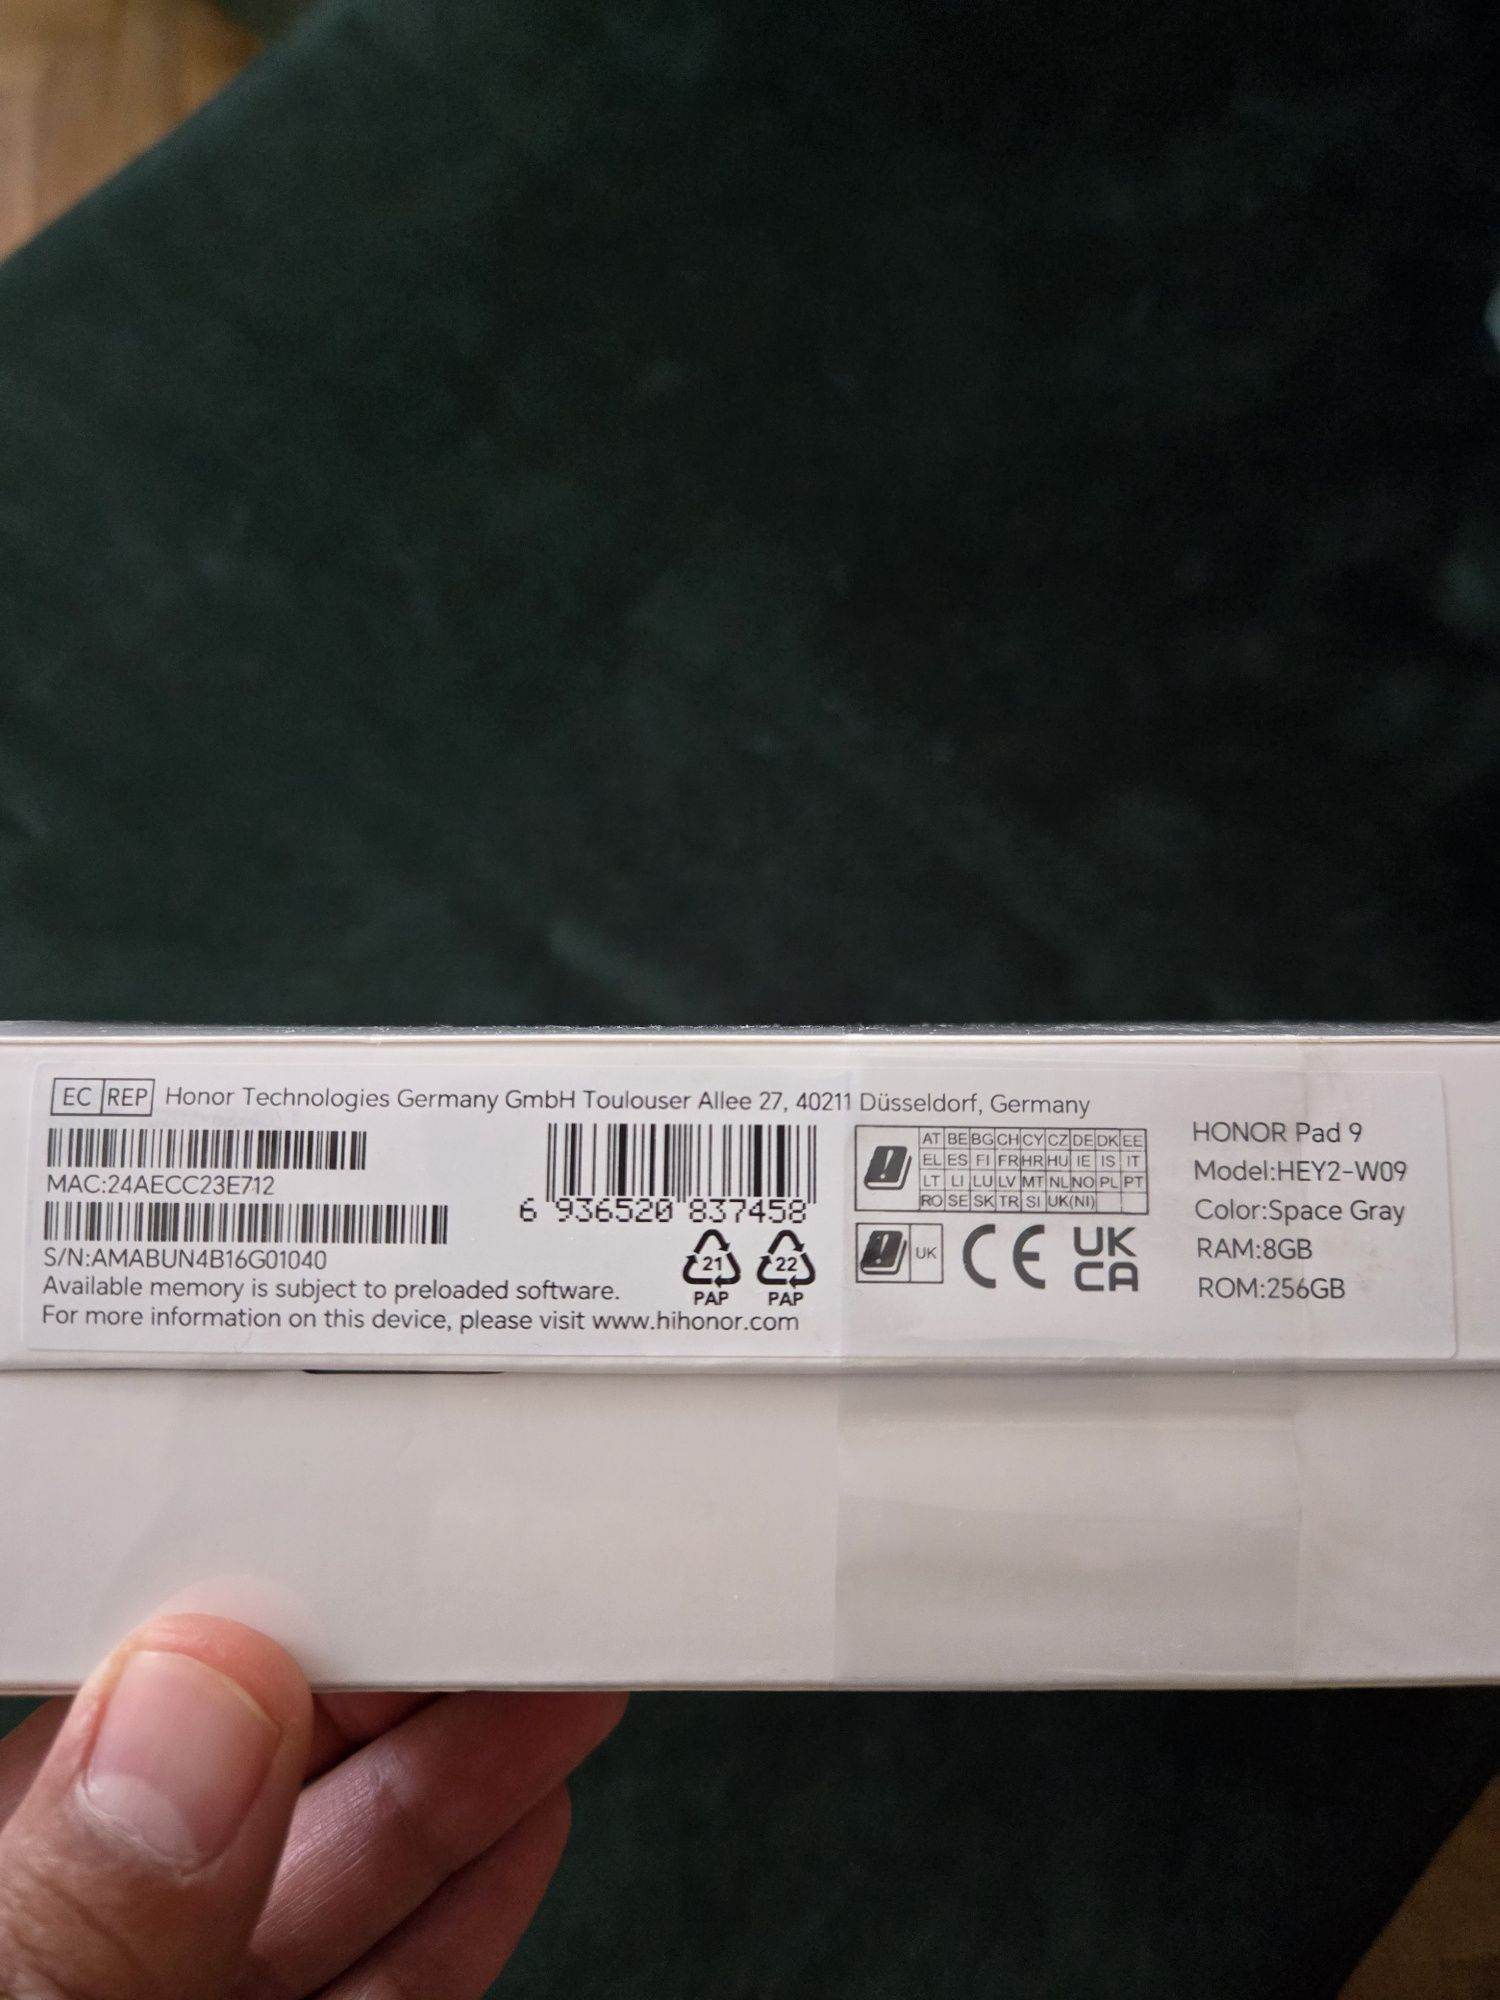 EC REP Honor Technologies Germany GmbH Toulouser Allee 27, 40211 Düsseldorf, Germany
MAC:24AECC23E712
S/N:AMABUN4B16G01040
Available memory is subject to preloaded software.
For more information on this device, please visit www.hihonor.com
6 936520 837458
21 PAP
22 PAP
AT BE BG CH CY CZ DE DK EE
EL ES FI FR HR HU IE IS IT
LT LI LU LV MT NL NO PL PT
RO SE SK TR SI UK(NI)
UK
CE
UK
CA
HONOR Pad 9
Model:HEY2-W09
Color:Space Gray
RAM:8GB
ROM:256GB